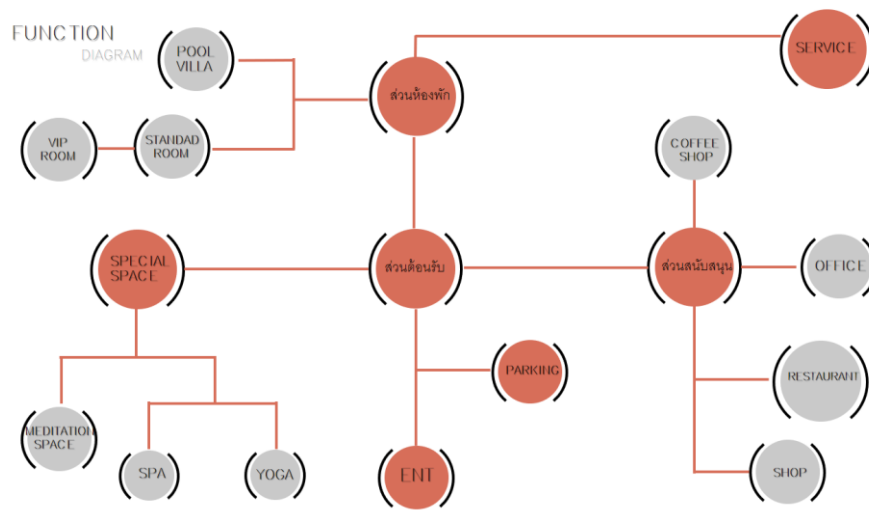 FUNCTION
DIAGRAM
POOL
VILLA
SERVICE
ส่วนห้องพัก
VIP
ROOM
STANDAD
ROOM
COFFEE
SHOP
SPECIAL
SPACE
ส่วนต้อนรับ
ส่วนสนับสนุน
OFFICE
PARKING
RESTAURANT
MEDITATION
SPACE
SPA
YOGA
ENT
SHOP